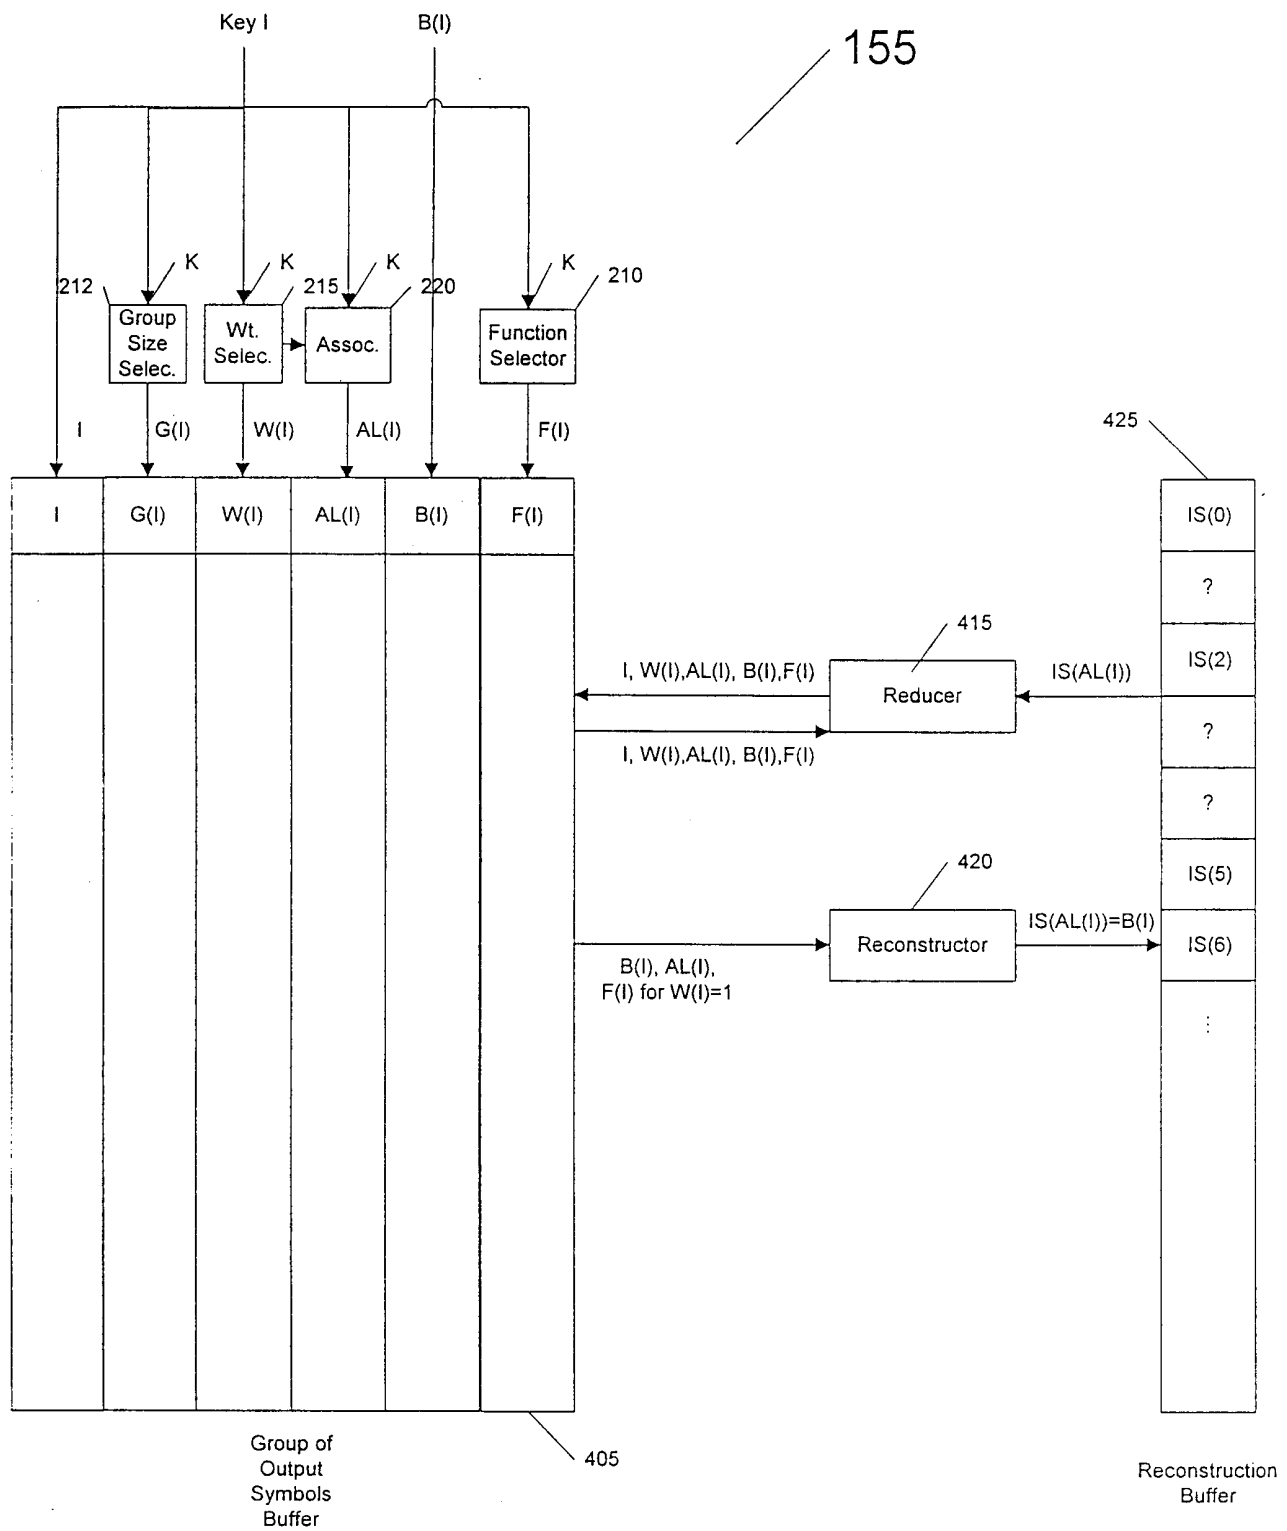 Key I
B(I)
155
K
K
K
K
212
215
220
210
Group
Size
Selec.
Wt.
Selec.
Assoc.
Function
Selector
I
G(I)
W(I)
AL(I)
F(I)
I
G(I)
W(I)
AL(I)
B(I)
F(I)
425
IS(0)
?
IS(2)
?
?
IS(5)
IS(6)
⋮
415
I, W(I),AL(I), B(I),F(I)
Reducer
IS(AL(I))
I, W(I),AL(I), B(I),F(I)
420
Reconstructor
IS(AL(I))=B(I)
B(I), AL(I),
F(I) for W(I)=1
405
Group of
Output
Symbols
Buffer
Reconstruction
Buffer